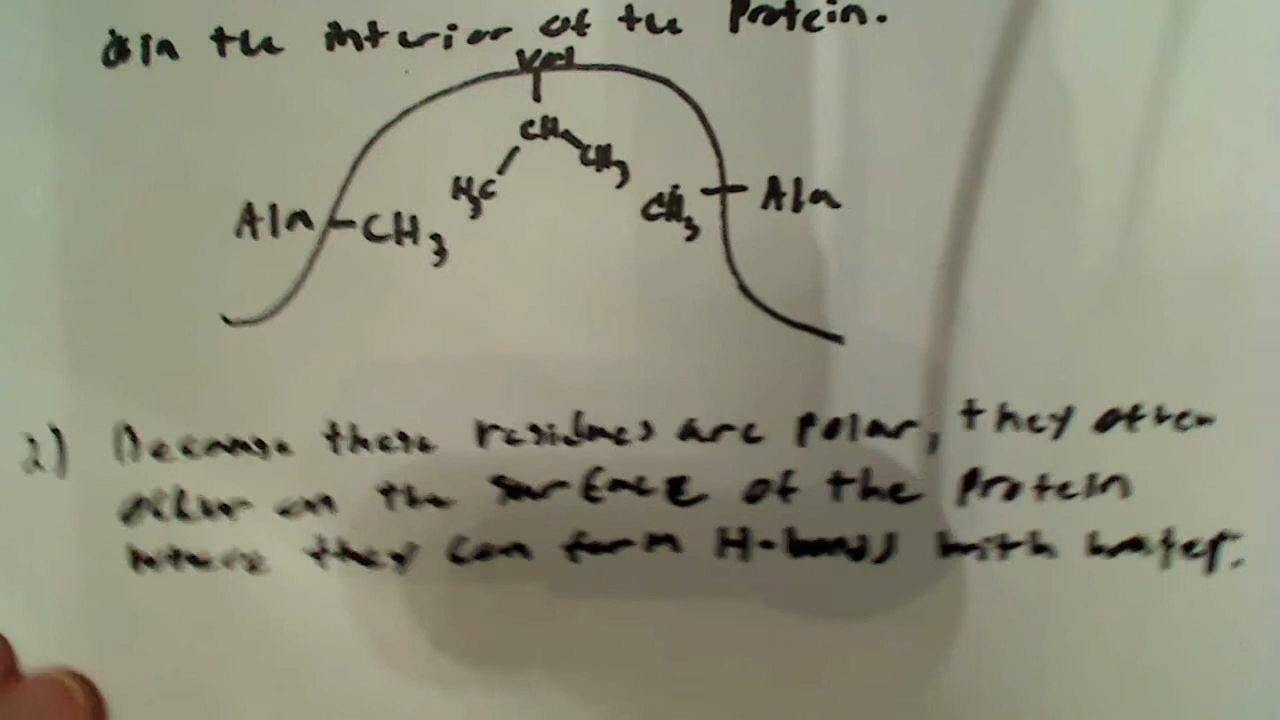 in the interior of the Protein.
Val
CH
CH3
H3C
CH3
Ala
Ala
CH3
2) Because these residues are polar, they often
occur on the surface of the Protein
where they can form H-bonds with water.